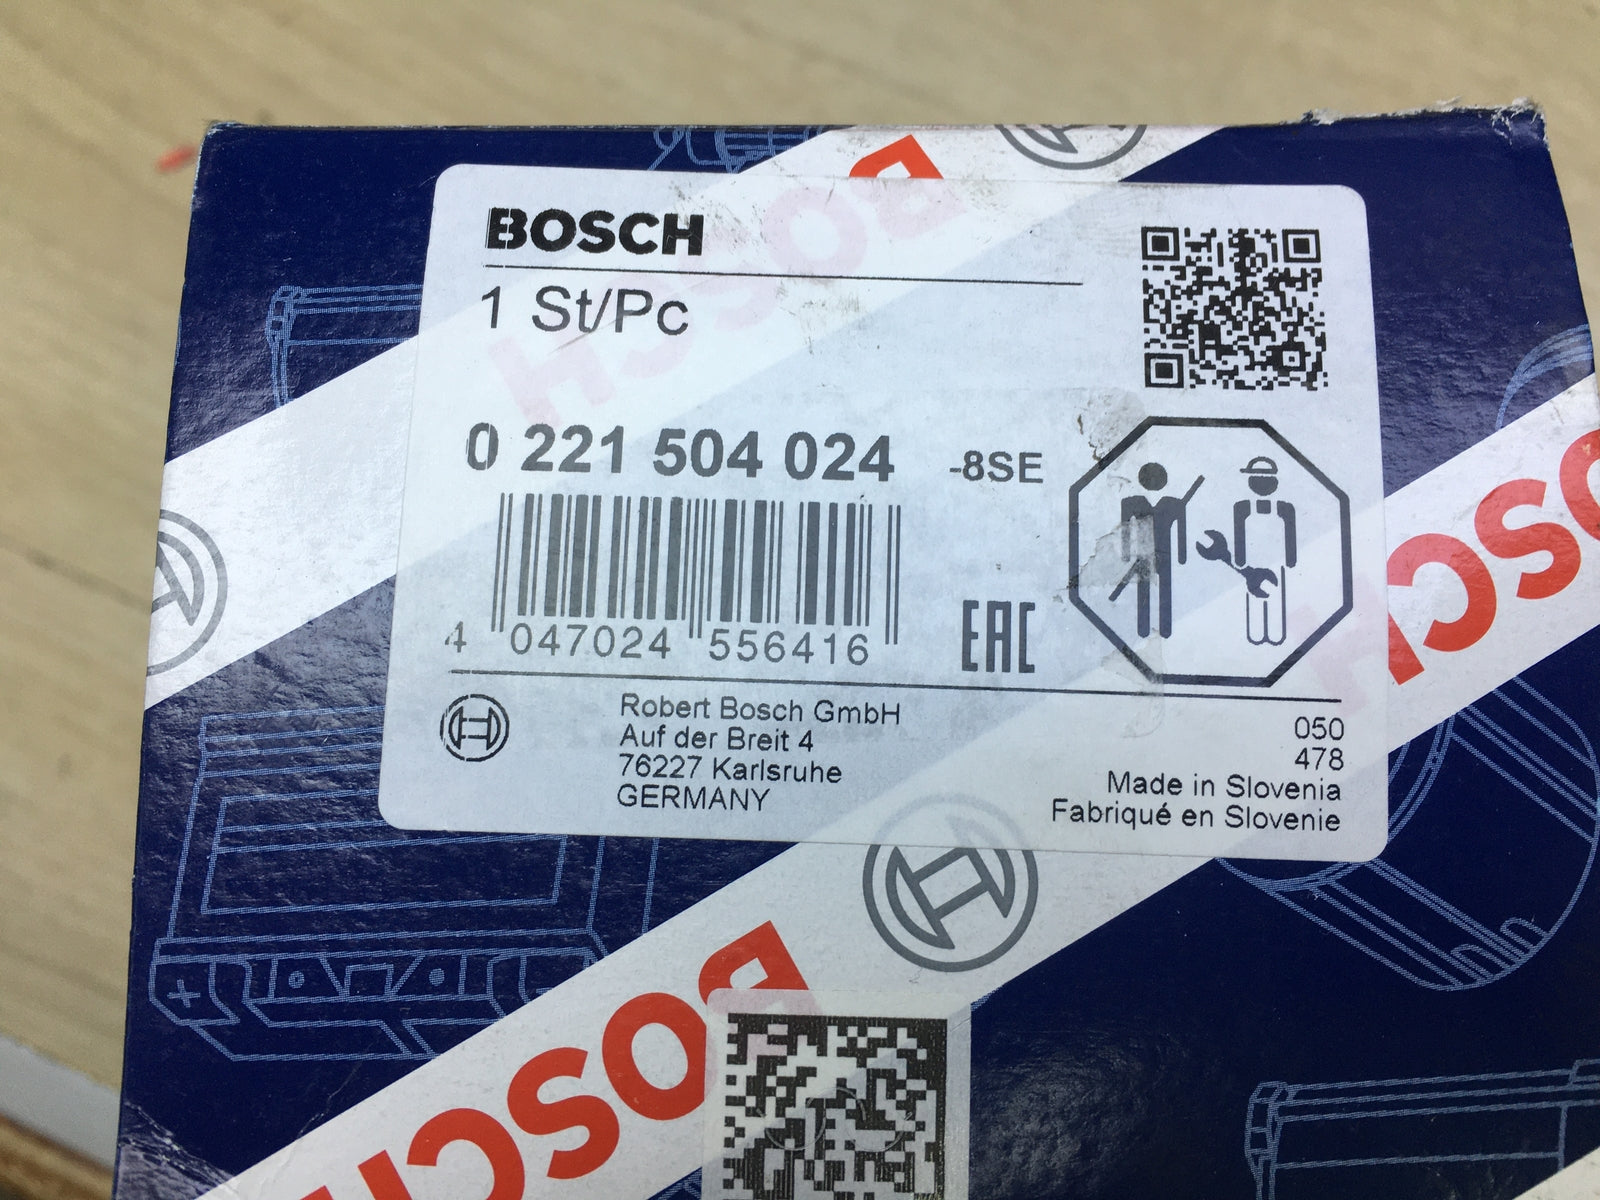 BOSCH
BOSCH
1 St/Pc
0 221 504 024 -8SE
4 047024 556416
EAC
Robert Bosch GmbH
Auf der Breit 4
76227 Karlsruhe
GERMANY
050
478
Made in Slovenia
Fabriqué en Slovenie
BOSCH
BOSCH